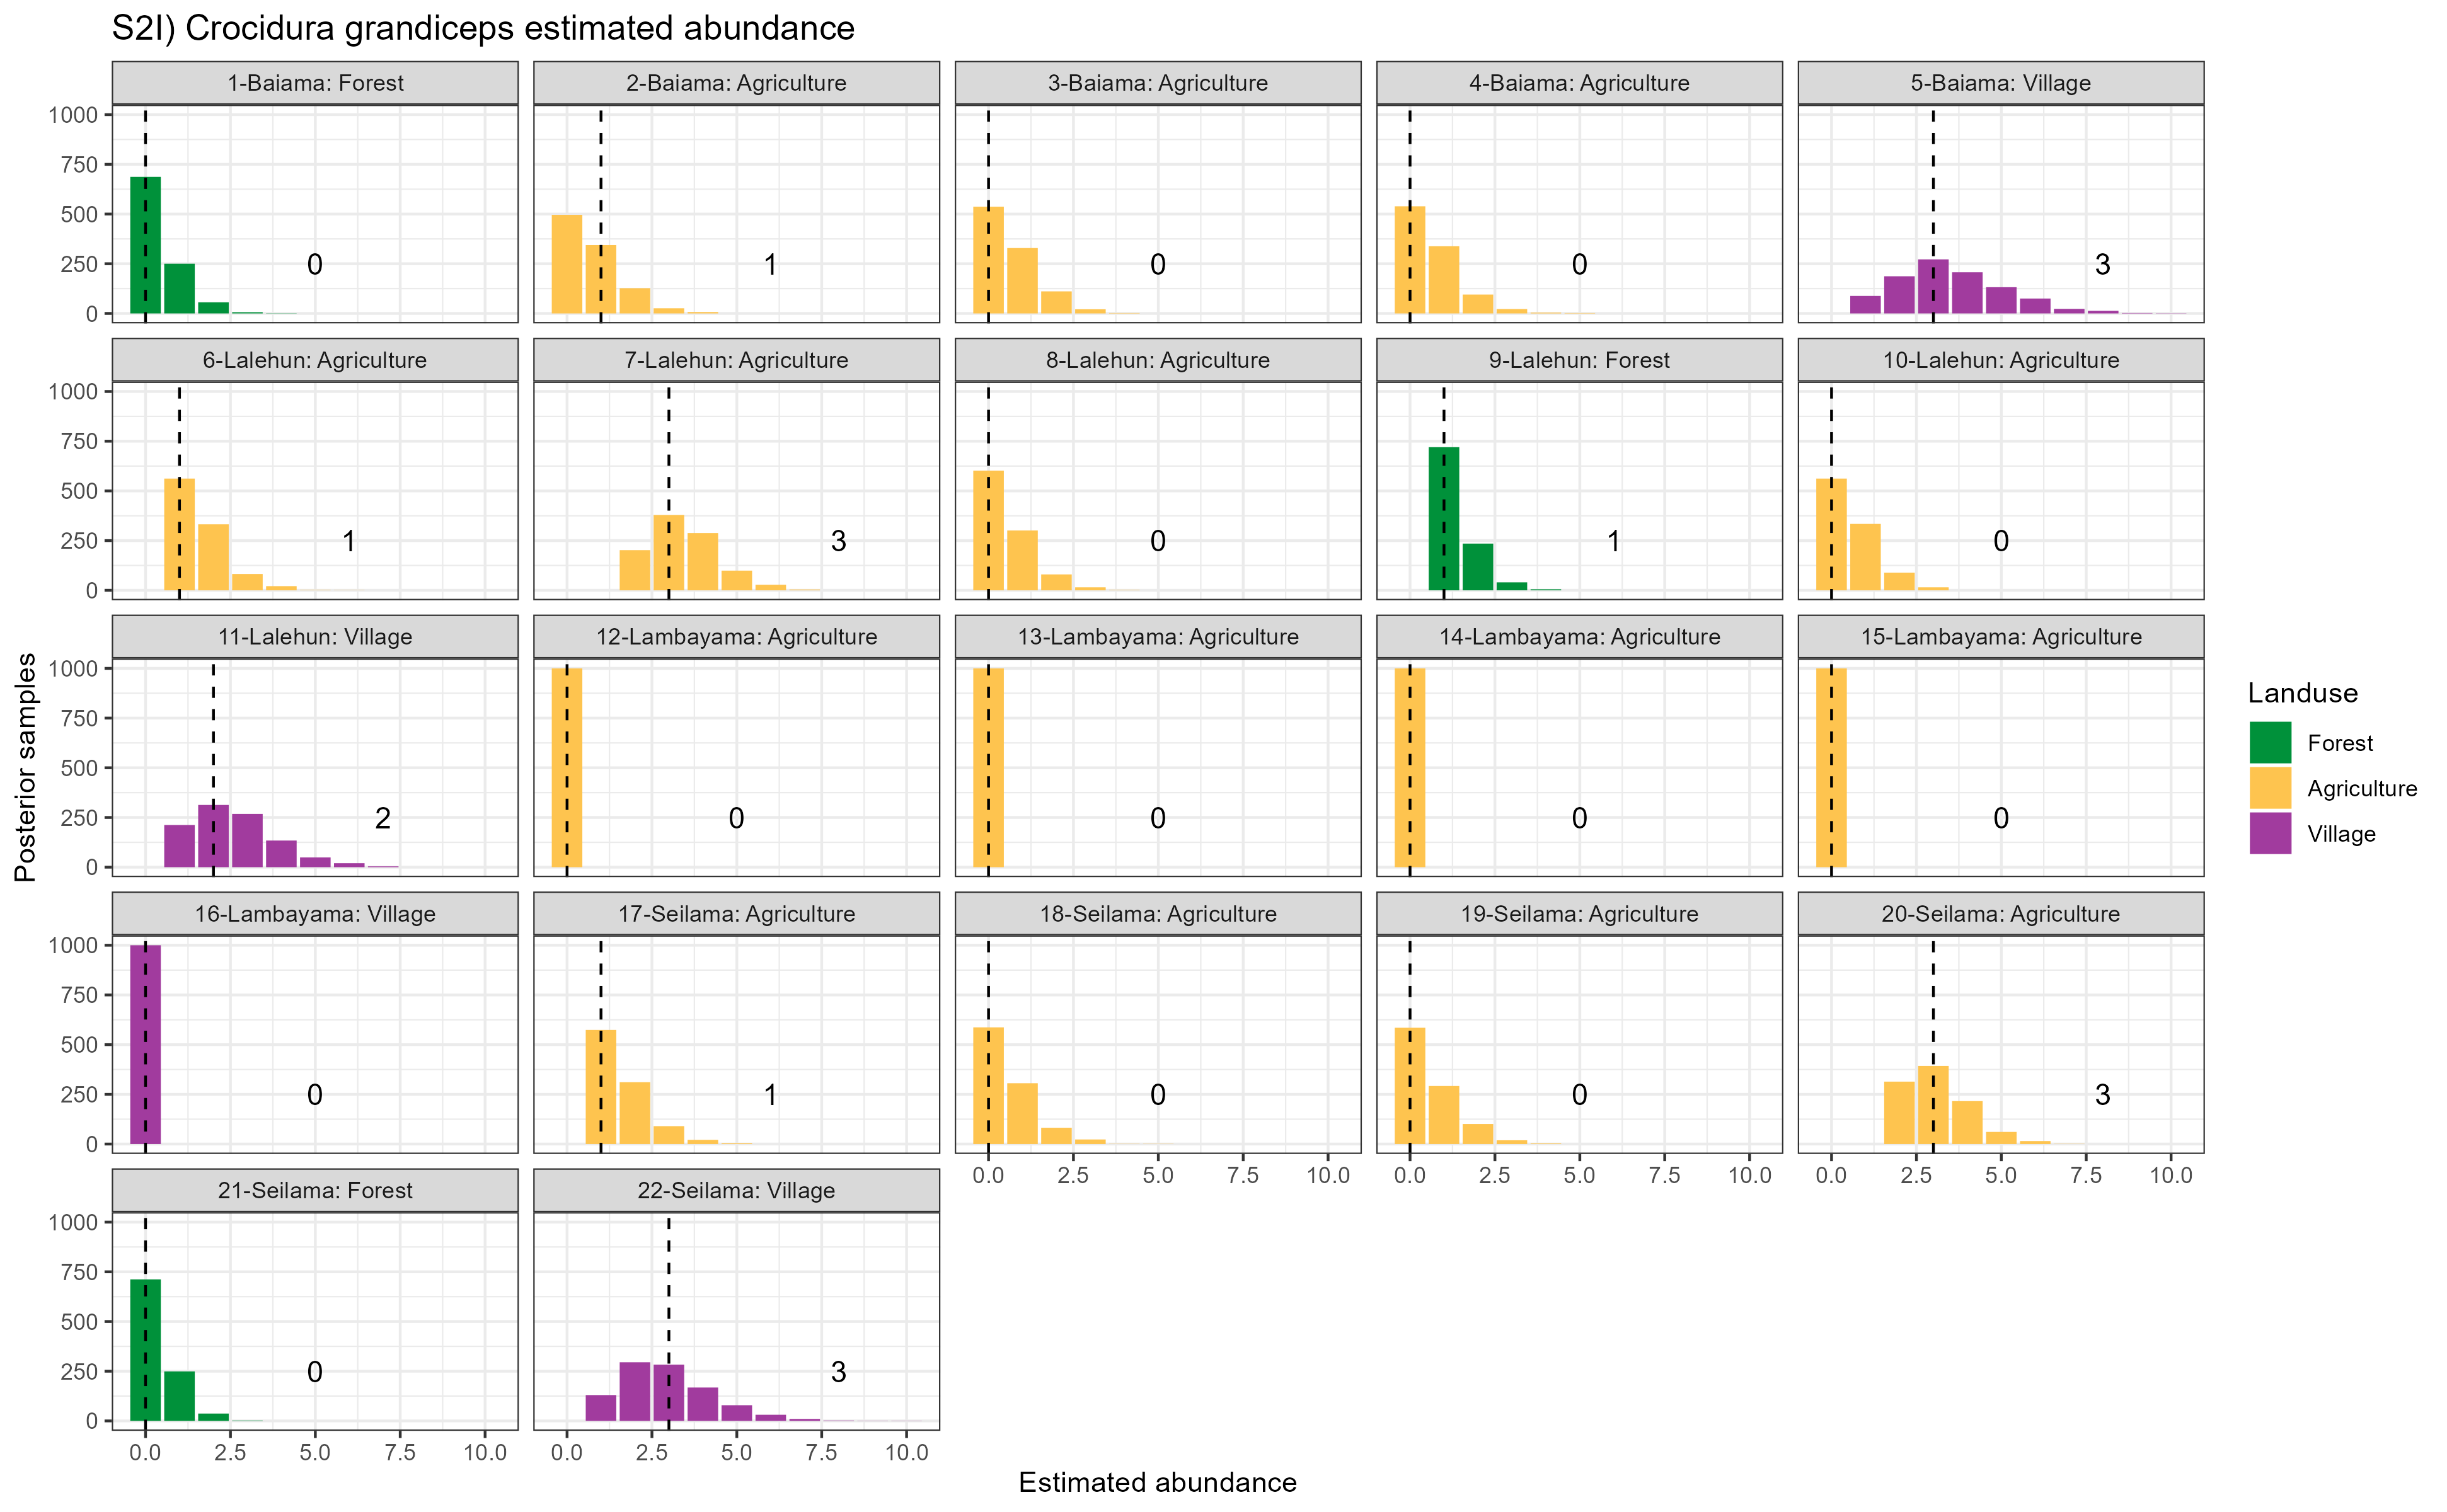 S2I) Crocidura grandiceps estimated abundance
1-Baiama: Forest
2-Baiama: Agriculture
3-Baiama: Agriculture
4-Baiama: Agriculture
5-Baiama: Village
1000
750
500
250
0
0
1
0
0
3
6-Lalehun: Agriculture
7-Lalehun: Agriculture
8-Lalehun: Agriculture
9-Lalehun: Forest
10-Lalehun: Agriculture
1000
750
500
250
0
1
3
0
1
0
11-Lalehun: Village
12-Lambayama: Agriculture
13-Lambayama: Agriculture
14-Lambayama: Agriculture
15-Lambayama: Agriculture
1000
750
500
250
0
2
0
0
0
0
16-Lambayama: Village
17-Seilama: Agriculture
18-Seilama: Agriculture
19-Seilama: Agriculture
20-Seilama: Agriculture
1000
750
500
250
0
0
1
0
0
3
0.0 2.5 5.0 7.5 10.0
0.0 2.5 5.0 7.5 10.0
0.0 2.5 5.0 7.5 10.0
21-Seilama: Forest
22-Seilama: Village
1000
750
500
250
0
0
3
0.0 2.5 5.0 7.5 10.0
0.0 2.5 5.0 7.5 10.0
Estimated abundance
Posterior samples
Landuse
Forest
Agriculture
Village